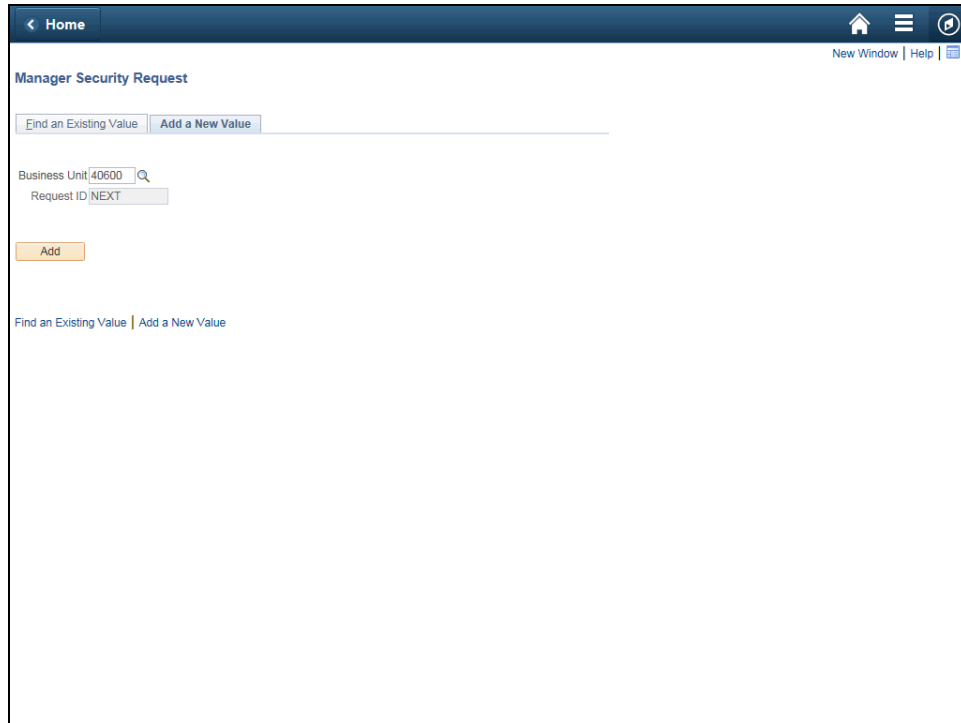 Home
New Window | Help |
Manager Security Request
Find an Existing Value Add a New Value
Business Unit 40600
Request ID NEXT
Add
Find an Existing Value | Add a New Value